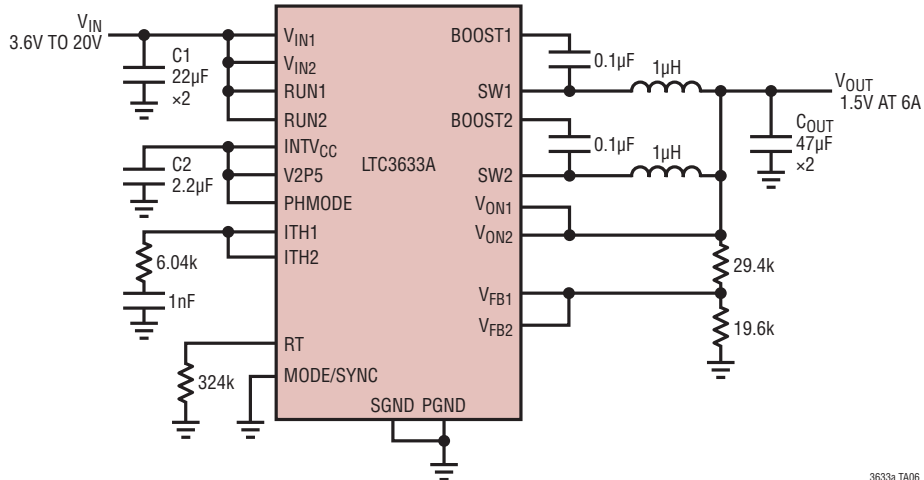 VIN
3.6V TO 20V
C1
22µF
×2
VIN1
VIN2
RUN1
RUN2
C2
2.2µF
INTVCC
V2P5
PHMODE
6.04k
1nF
ITH1
ITH2
324k
RT
MODE/SYNC
LTC3633A
SGND PGND
BOOST1
0.1µF
1µH
SW1
BOOST2
0.1µF
1µH
SW2
VON1
VON2
VFB1
VFB2
VOUT
1.5V AT 6A
COUT
47µF
×2
29.4k
19.6k
3633a TA06